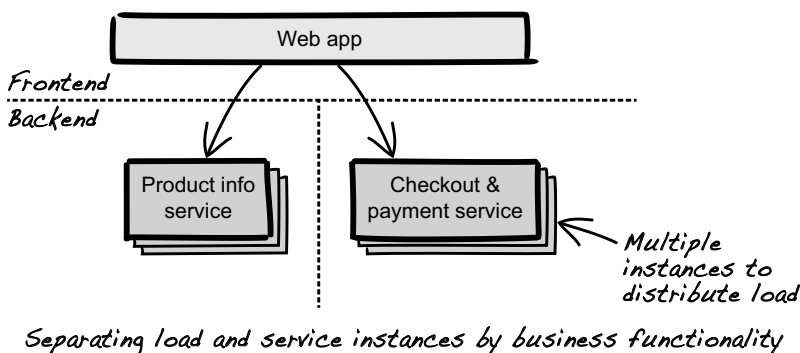 Web app
Frontend
Backend
Product info
service
Checkout &
payment service
Multiple
instances to
distribute load
Separating load and service instances by business functionality